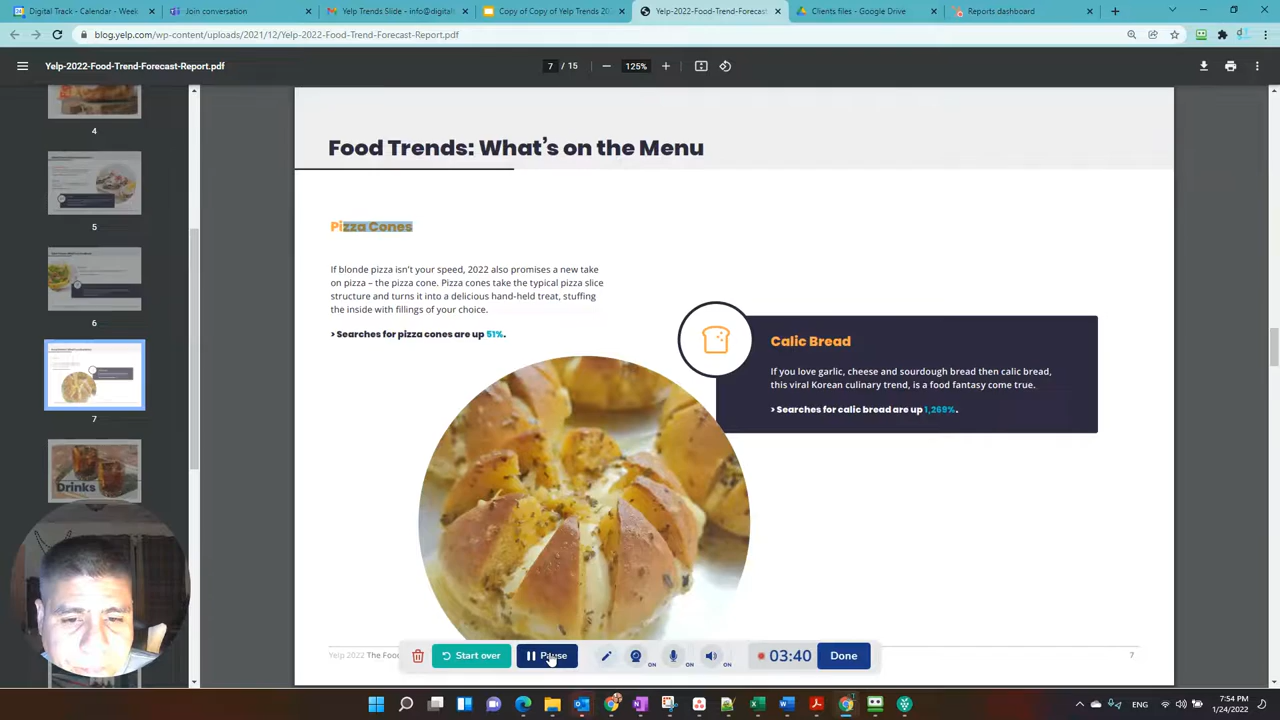 Digital Track - Calendar - Week
Join conversation
Yelp Trends Slide - info@digital
Copy of Copy of Yelp Trends 20
Yelp-2022-Food-Trend-Forecast
Clients files - Google Drive
Reports dashboard
blog.yelp.com/wp-content/uploads/2021/12/Yelp-2022-Food-Trend-Forecast-Report.pdf
Yelp-2022-Food-Trend-Forecast-Report.pdf
7 / 15
125%
4
5
6
7
Drinks
Food Trends: What's on the Menu
Pizza Cones
If blonde pizza isn't your speed, 2022 also promises a new take
on pizza – the pizza cone. Pizza cones take the typical pizza slice
structure and turns it into a delicious hand-held treat, stuffing
the inside with fillings of your choice.
> Searches for pizza cones are up 51%.
Calic Bread
If you love garlic, cheese and sourdough bread then calic bread,
this viral Korean culinary trend, is a food fantasy come true.
> Searches for calic bread are up 1,269%.
Yelp 2022 The Foo
7
Start over
Pause
ON
ON
ON
03:40
Done
ENG
7:54 PM
1/24/2022